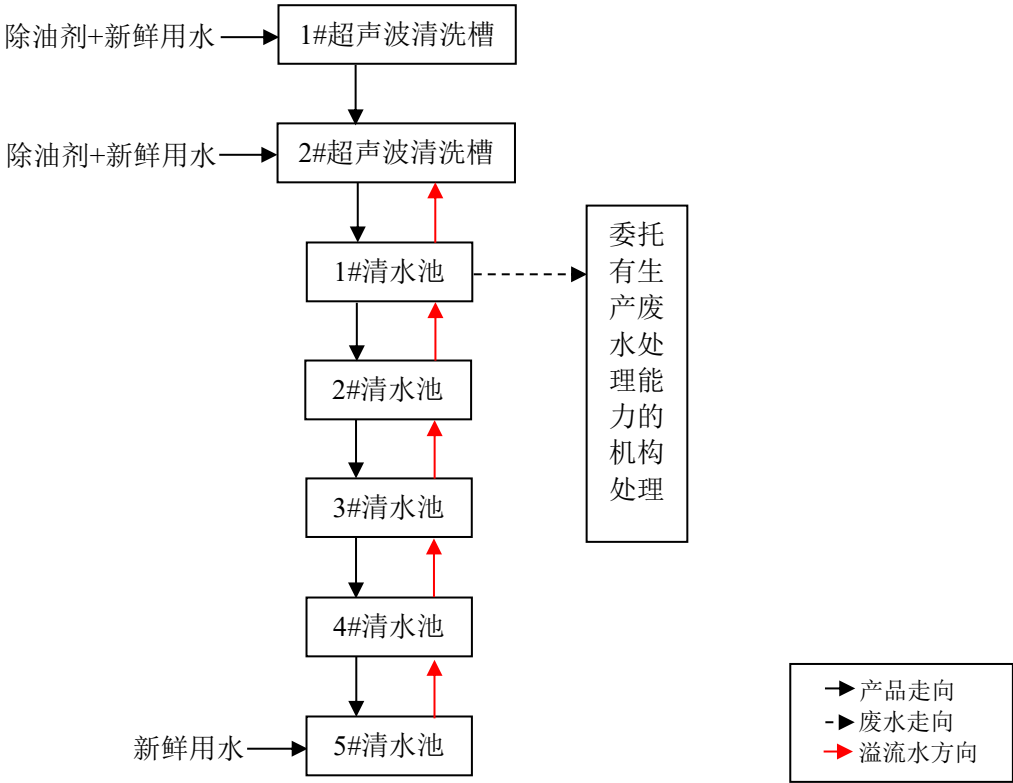 除油剂+新鲜用水
1#超声波清洗槽
除油剂+新鲜用水
2#超声波清洗槽
1#清水池
委托
有生
产废
水处
理能
力的
机构
处理
2#清水池
3#清水池
4#清水池
新鲜用水
5#清水池
产品走向
废水走向
溢流水方向